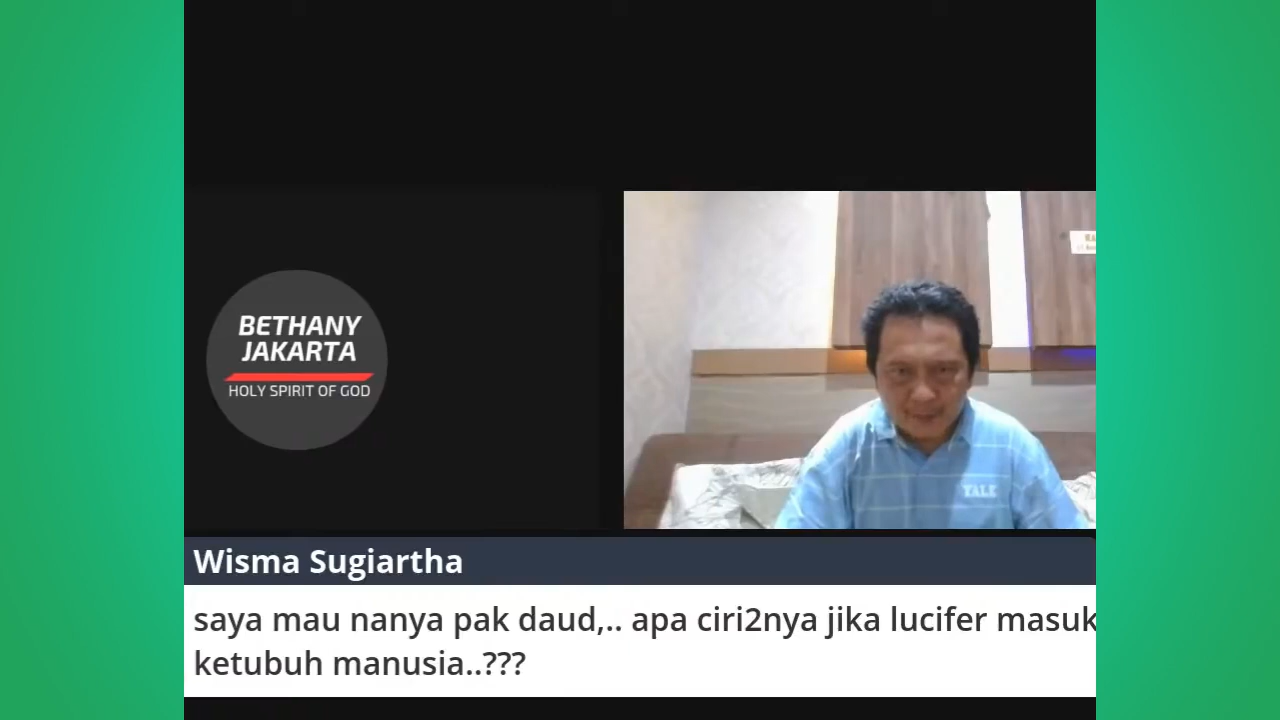 BETHANY
JAKARTA
HOLY SPIRIT OF GOD
YALE
Wisma Sugiartha
saya mau nanya pak daud,.. apa ciri2nya jika lucifer masuk
ketubuh manusia..???